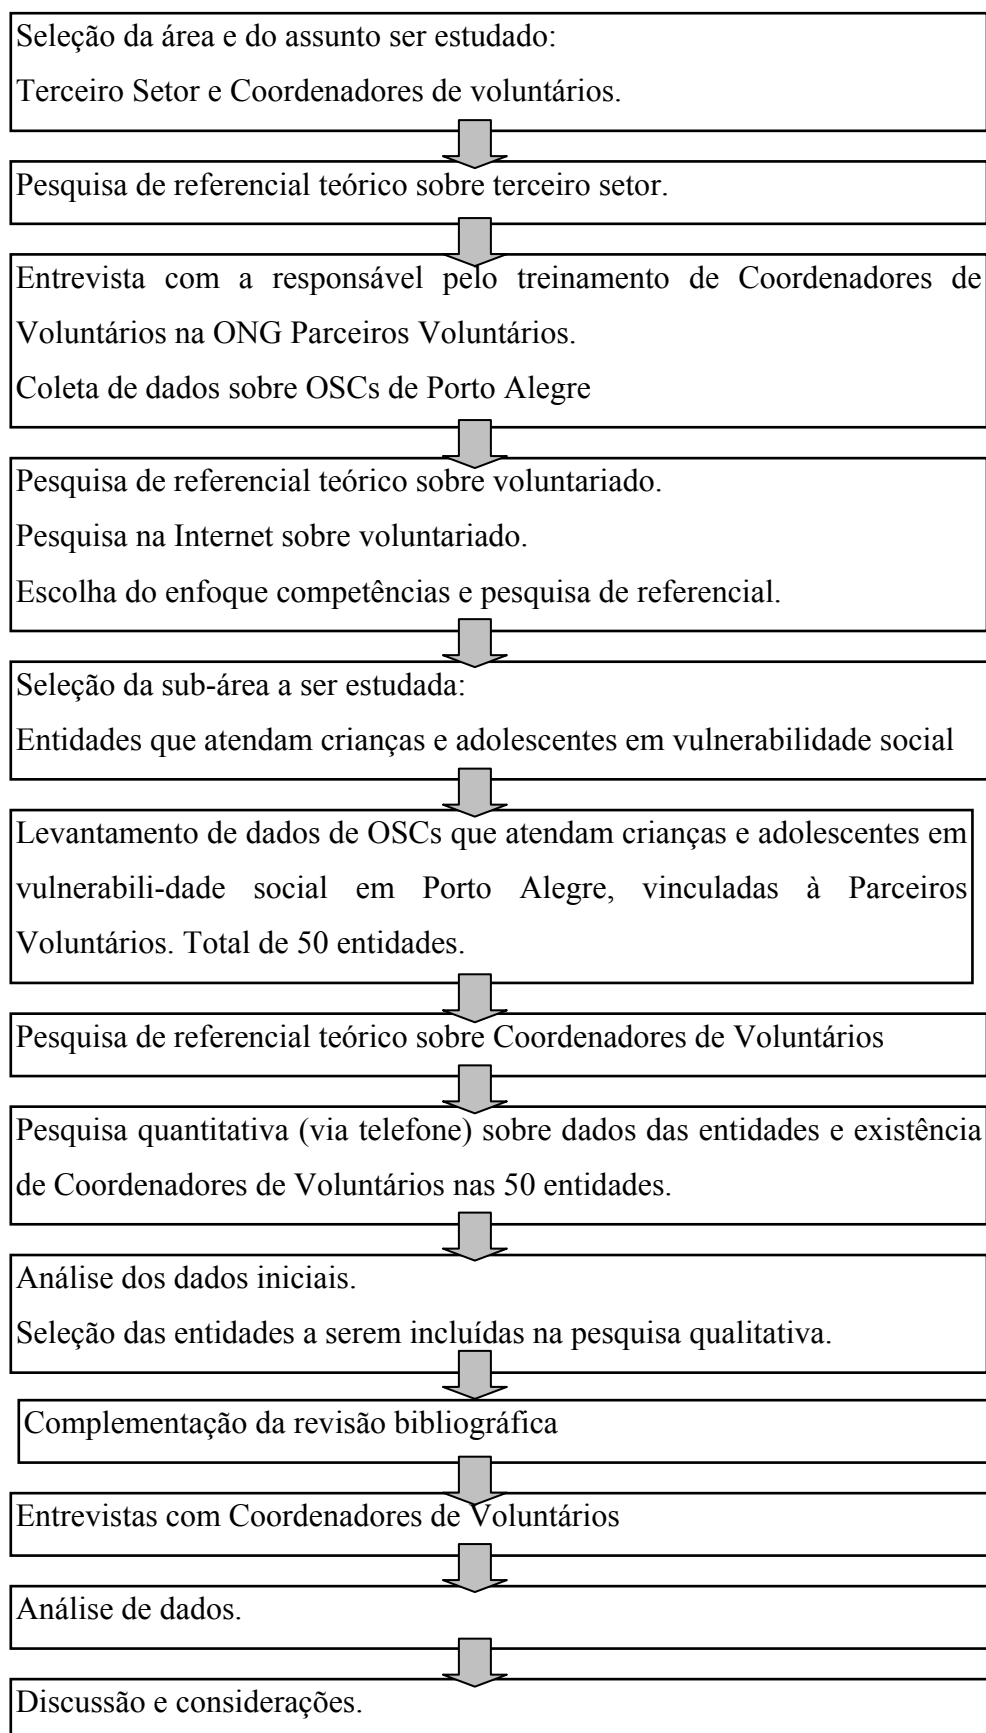 Seleção da área e do assunto ser estudado:
Terceiro Setor e Coordenadores de voluntários.
Pesquisa de referencial teórico sobre terceiro setor.
Entrevista com a responsável pelo treinamento de Coordenadores de
Voluntários na ONG Parceiros Voluntários.
Coleta de dados sobre OSCs de Porto Alegre
Pesquisa de referencial teórico sobre voluntariado.
Pesquisa na Internet sobre voluntariado.
Escolha do enfoque competências e pesquisa de referencial.
Seleção da sub-área a ser estudada:
Entidades que atendam crianças e adolescentes em vulnerabilidade social
Levantamento de dados de OSCs que atendam crianças e adolescentes em
vulnerabili-dade social em Porto Alegre, vinculadas à Parceiros
Voluntários. Total de 50 entidades.
Pesquisa de referencial teórico sobre Coordenadores de Voluntários
Pesquisa quantitativa (via telefone) sobre dados das entidades e existência
de Coordenadores de Voluntários nas 50 entidades.
Análise dos dados iniciais.
Seleção das entidades a serem incluídas na pesquisa qualitativa.
Complementação da revisão bibliográfica
Entrevistas com Coordenadores de Voluntários
Análise de dados.
Discussão e considerações.